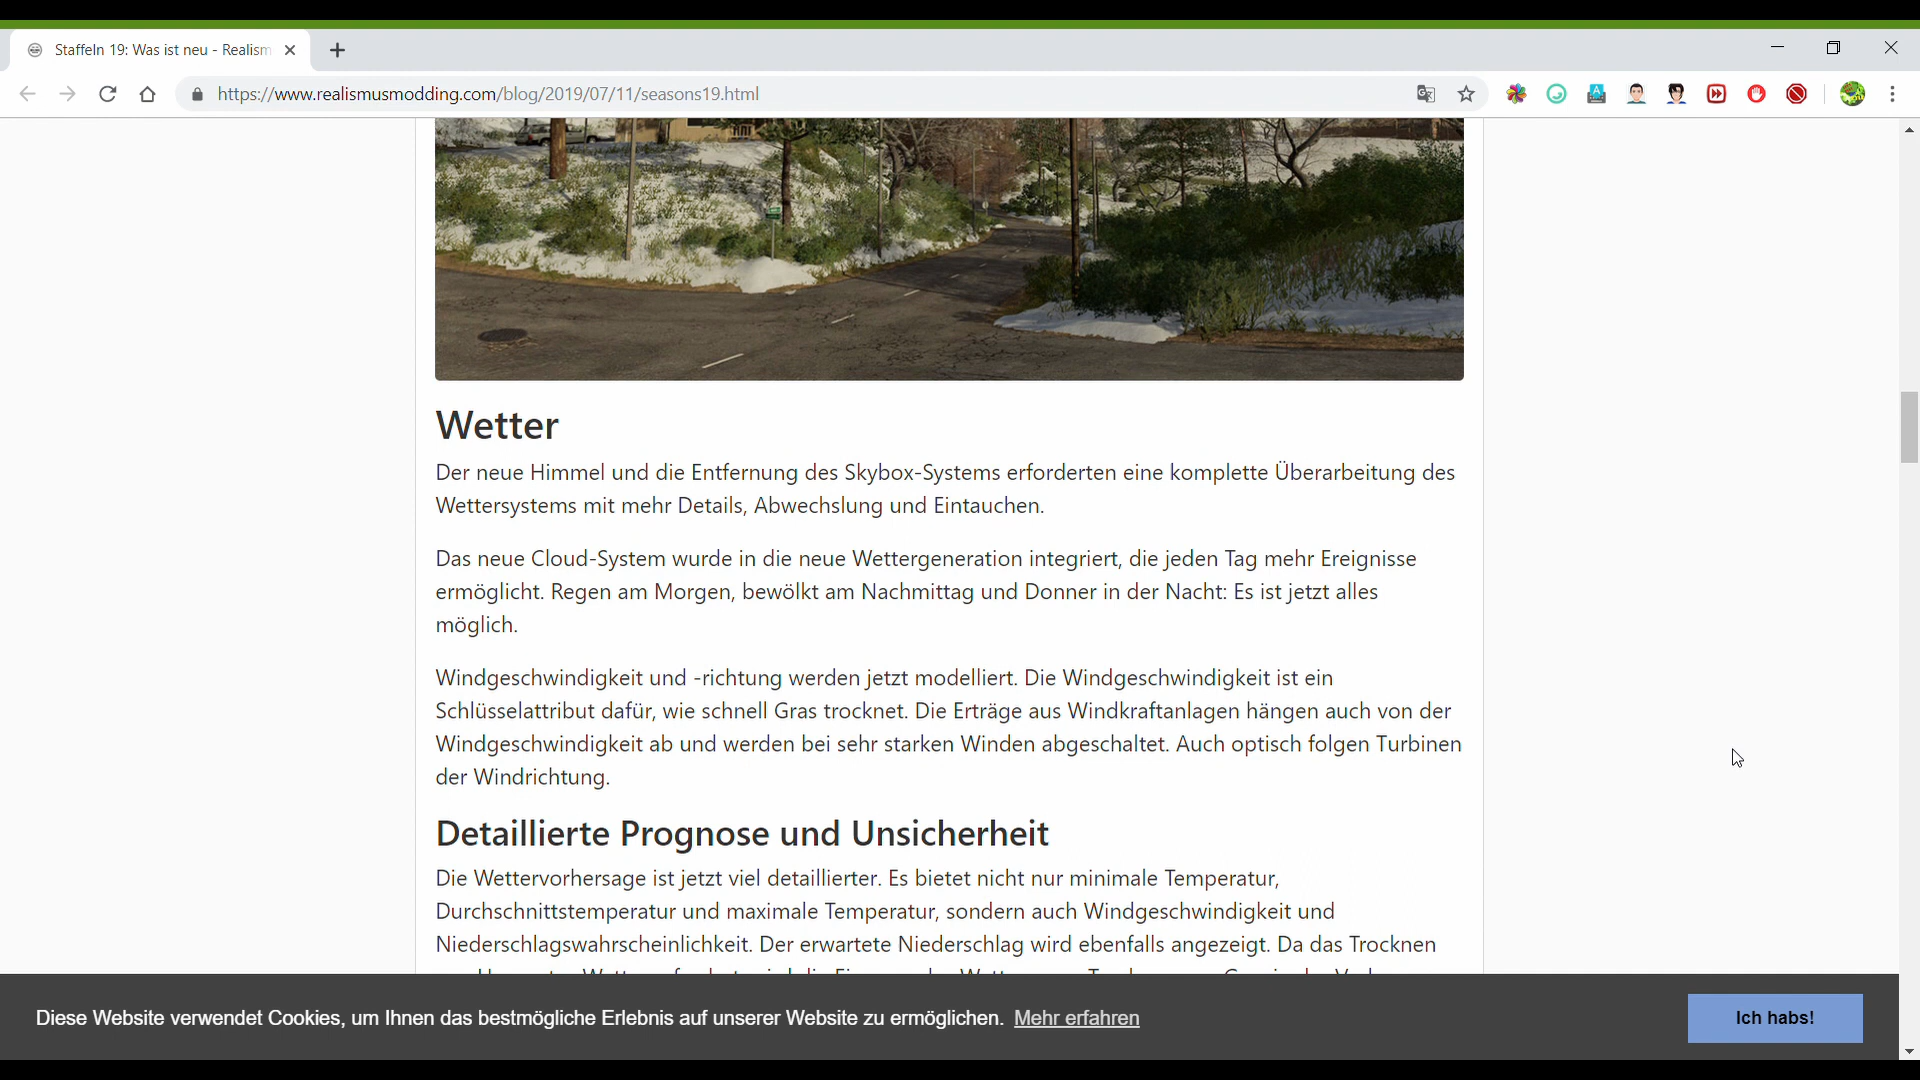 Staffeln 19: Was ist neu - Realism
https://www.realismusmodding.com/blog/2019/07/11/seasons19.html
Wetter
Der neue Himmel und die Entfernung des Skybox-Systems erforderten eine komplette Überarbeitung des
Wettersystems mit mehr Details, Abwechslung und Eintauchen.
Das neue Cloud-System wurde in die neue Wettergeneration integriert, die jeden Tag mehr Ereignisse
ermöglicht. Regen am Morgen, bewölkt am Nachmittag und Donner in der Nacht: Es ist jetzt alles
möglich.
Windgeschwindigkeit und -richtung werden jetzt modelliert. Die Windgeschwindigkeit ist ein
Schlüsselattribut dafür, wie schnell Gras trocknet. Die Erträge aus Windkraftanlagen hängen auch von der
Windgeschwindigkeit ab und werden bei sehr starken Winden abgeschaltet. Auch optisch folgen Turbinen
der Windrichtung.
Detaillierte Prognose und Unsicherheit
Die Wettervorhersage ist jetzt viel detaillierter. Es bietet nicht nur minimale Temperatur,
Durchschnittstemperatur und maximale Temperatur, sondern auch Windgeschwindigkeit und
Niederschlagswahrscheinlichkeit. Der erwartete Niederschlag wird ebenfalls angezeigt. Da das Trocknen
Diese Website verwendet Cookies, um Ihnen das bestmögliche Erlebnis auf unserer Website zu ermöglichen. Mehr erfahren
Ich habs!